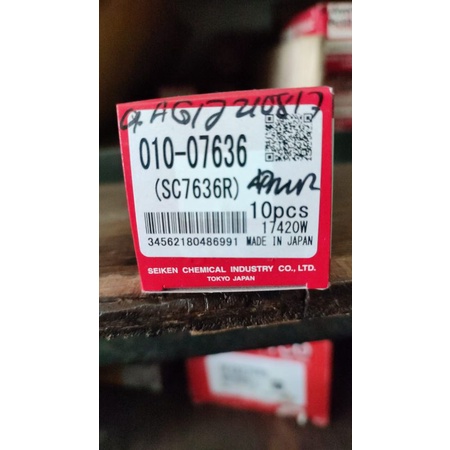 010-07636
(SC7636R)
10pcs
17420W
34562180486991 MADE IN JAPAN
SEIKEN CHEMICAL INDUSTRY CO., LTD.
TOKYO JAPAN